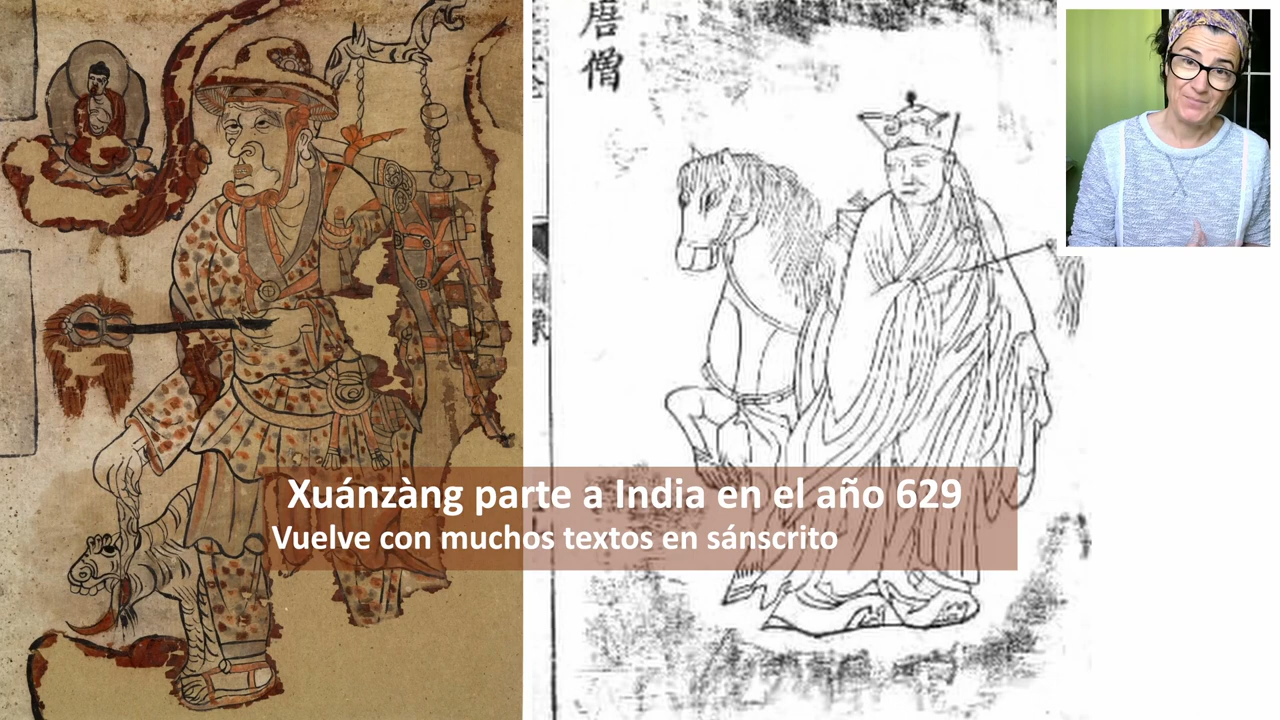 唐僧
Xuánzàng parte a India en el año 629
Vuelve con muchos textos en sánscrito